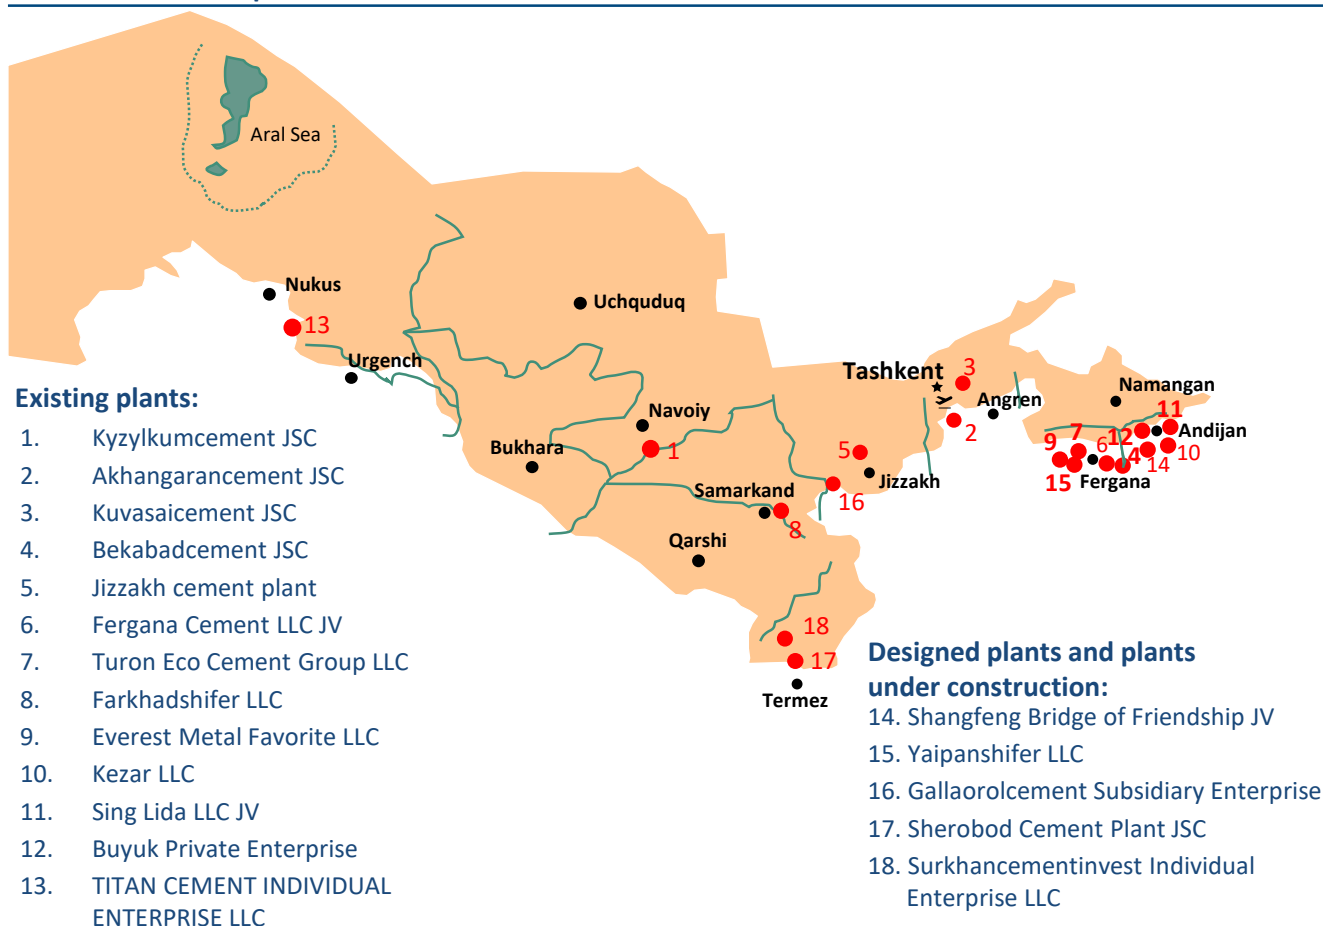 Aral Sea
Nukus
13
Uchquduq
Urgench
Tashkent
3
Angren
2
Namangan
11
Andijan
12
10
14
4
6
7
9
15
Fergana
Navoiy
1
Bukhara
5
Jizzakh
16
Samarkand
8
Qarshi
18
17
Termez
Existing plants:
1. Kyzylkumcement JSC
2. Akhangarancement JSC
3. Kuvasaicement JSC
4. Bekabadcement JSC
5. Jizzakh cement plant
6. Fergana Cement LLC JV
7. Turon Eco Cement Group LLC
8. Farkhadshifer LLC
9. Everest Metal Favorite LLC
10. Kezar LLC
11. Sing Lida LLC JV
12. Buyuk Private Enterprise
13. TITAN CEMENT INDIVIDUAL
ENTERPRISE LLC
Designed plants and plants
under construction:
14. Shangfeng Bridge of Friendship JV
15. Yaipanshifer LLC
16. Gallaorolcement Subsidiary Enterprise
17. Sherobod Cement Plant JSC
18. Surkhancementinvest Individual
Enterprise LLC